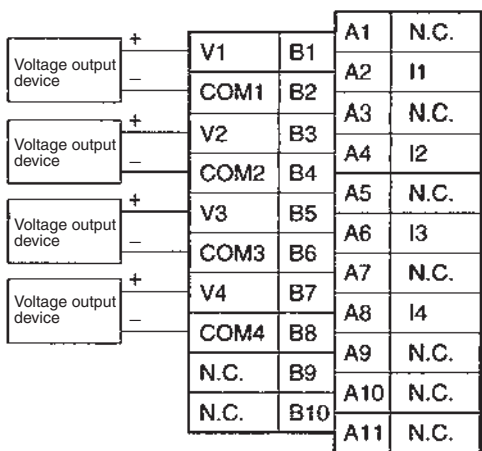 Voltage output
device
+
–
Voltage output
device
+
–
Voltage output
device
+
–
Voltage output
device
+
–
V1 B1
COM1 B2
V2 B3
COM2 B4
V3 B5
COM3 B6
V4 B7
COM4 B8
N.C. B9
N.C. B10
A1 N.C.
A2 I1
A3 N.C.
A4 I2
A5 N.C.
A6 I3
A7 N.C.
A8 I4
A9 N.C.
A10 N.C.
A11 N.C.